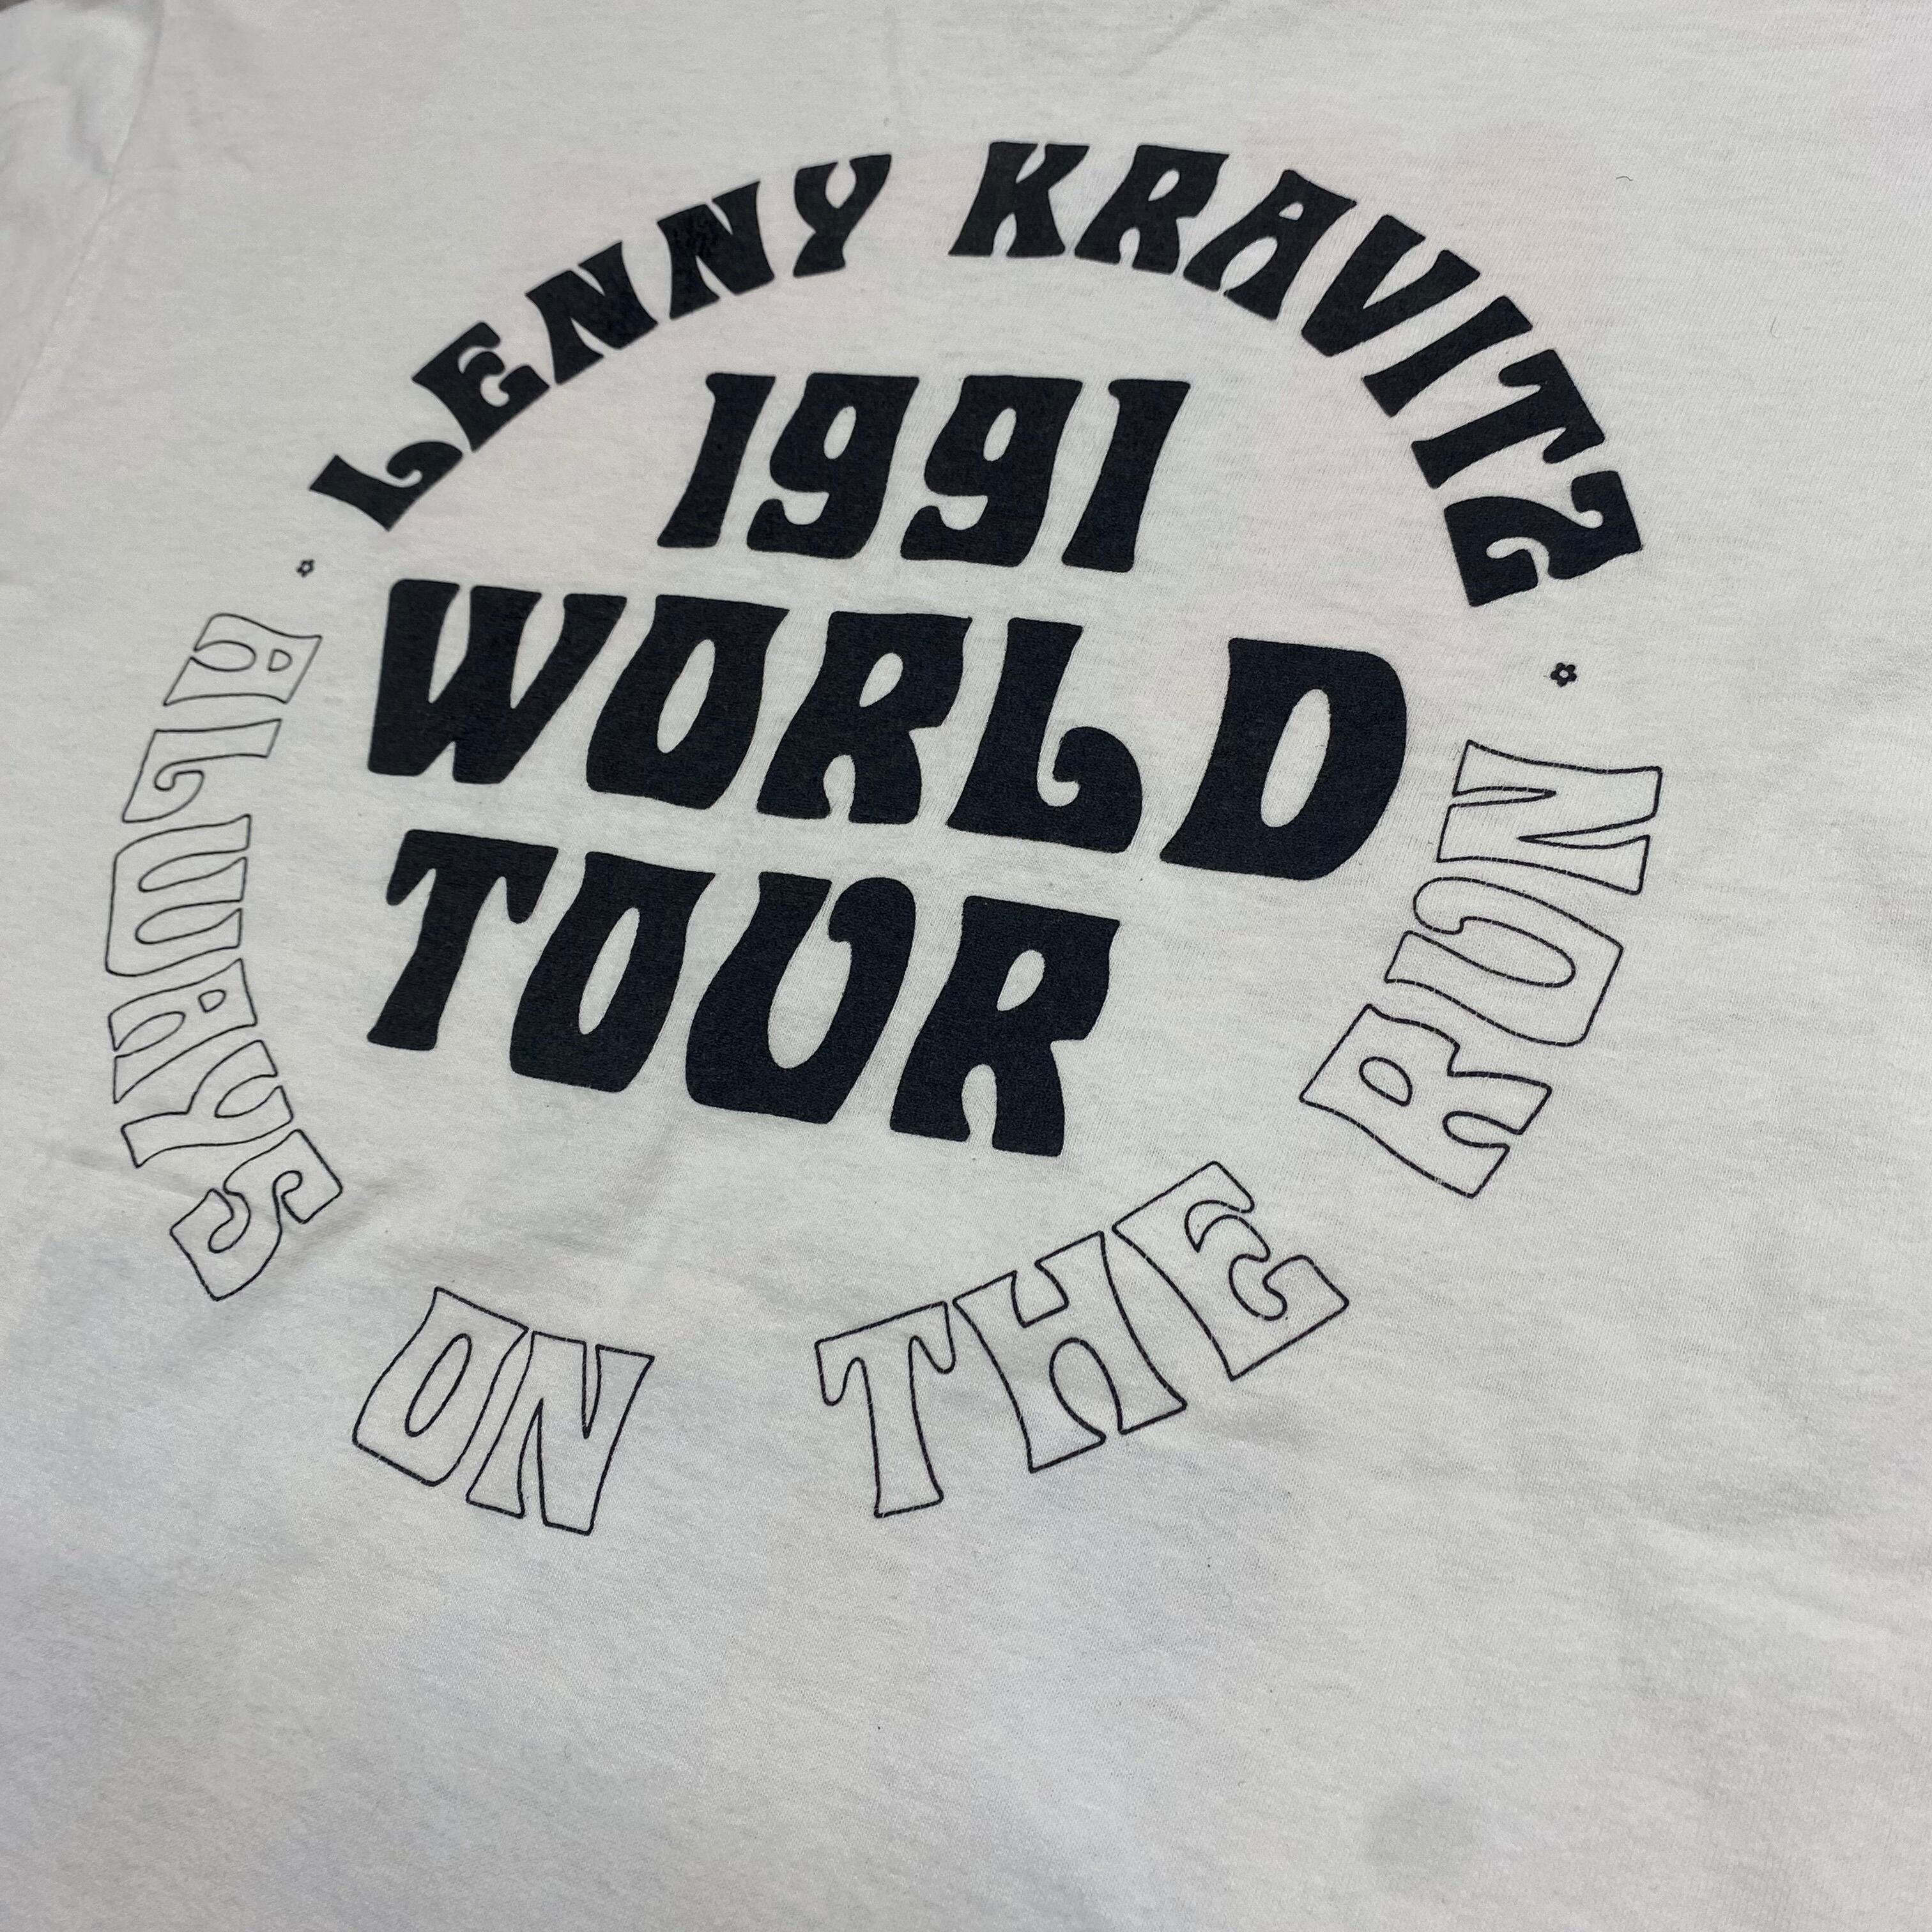 LENNY KRAVITZ
1991
WORLD
TOUR
ALWAYS ON THE RUN